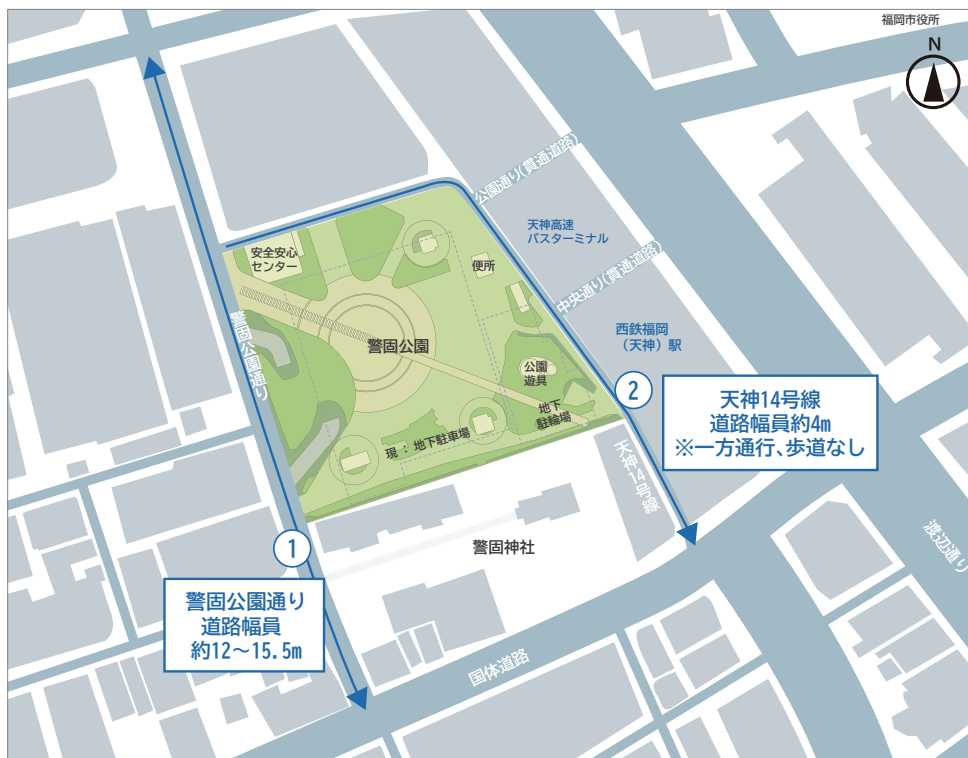 福岡市役所
N
公園通り(貫通道路)
天神高速
バスターミナル
安全安心
センター
便所
中央通り(貫通道路)
西鉄福岡
(天神)駅
警固公園通り
警固公園
公園
遊具
地下
駐輪場
現:地下駐車場
②
天神14号線
道路幅員約4m
※一方通行、歩道なし
天神14号線
警固神社
渡辺通り
①
警固公園通り
道路幅員
約12〜15.5m
国体道路